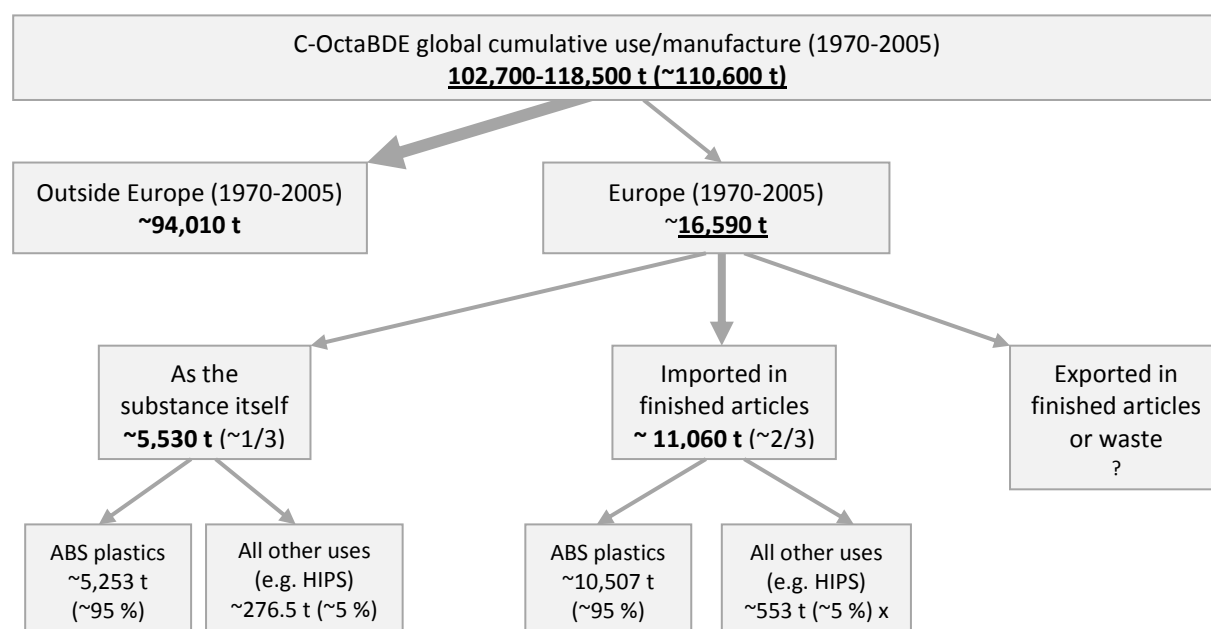 C-OctaBDE global cumulative use/manufacture (1970-2005)
102,700-118,500 t (~110,600 t)
Outside Europe (1970-2005)
~94,010 t
Europe (1970-2005)
~16,590 t
As the
substance itself
~5,530 t (~1/3)
Imported in
finished articles
~ 11,060 t (~2/3)
Exported in
finished articles
or waste
?
ABS plastics
~5,253 t
(~95 %)
All other uses
(e.g. HIPS)
~276.5 t (~5 %)
ABS plastics
~10,507 t
(~95 %)
All other uses
(e.g. HIPS)
~553 t (~5 %) x